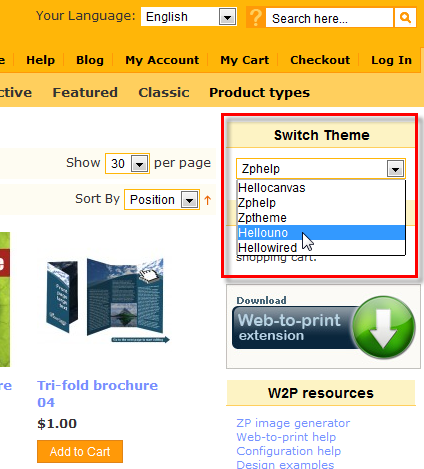 Your Language: English
Search here...
Help Blog My Account My Cart Checkout Log In
Featured Classic Product types
Show 30 per page
Sort By Position
Switch Theme
Zphelp
Hellocanvas
Zphelp
Zptheme
Hellouno
Hellowired
shopping cart.
Download
Web-to-print
extension
Tri-fold brochure
04
$1.00
Add to Cart
W2P resources
ZP image generator
Web-to-print help
Configuration help
Design examples